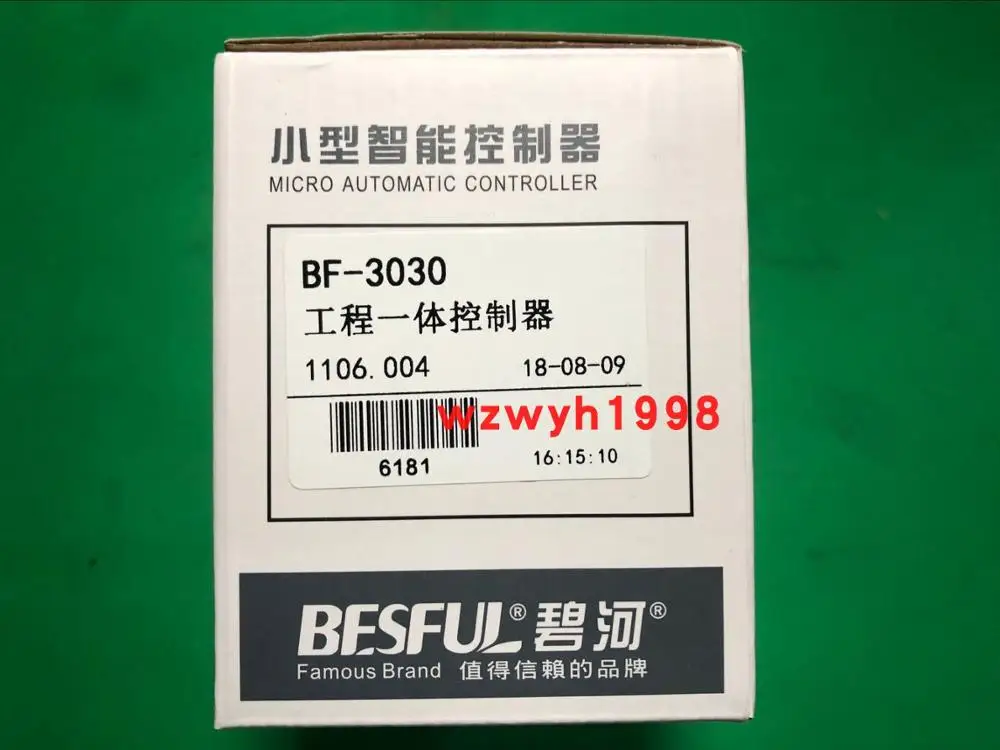 小型智能控制器
MICRO AUTOMATIC CONTROLLER
BF-3030
工程一体控制器
1106.004 18-08-09
wzwyh1998
6181 16:15:10
BESFUL® 碧河®
Famous Brand 值得信賴的品牌